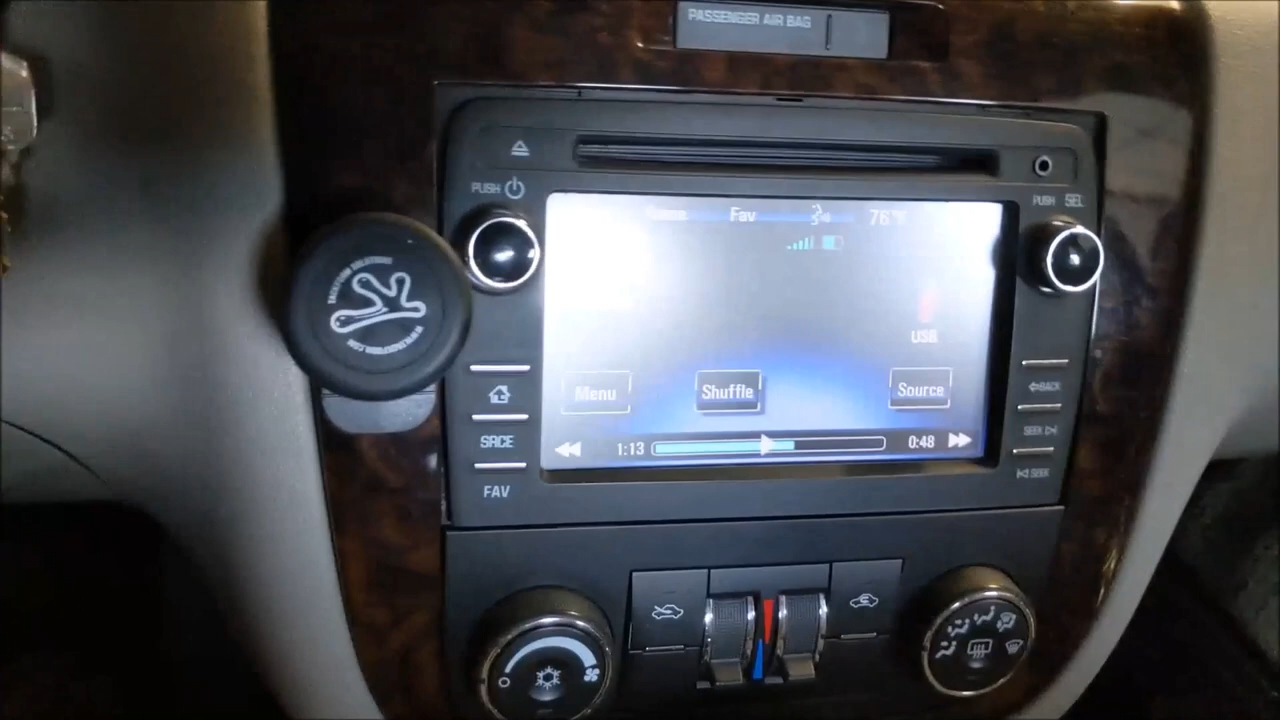 PASSENGER AIR BAG
PUSH
PUSH SEL
Fav
76°
USB
Menu
Shuffle
Source
1:13
0:48
BACK
SRCE
SEEK
FAV
SEEK